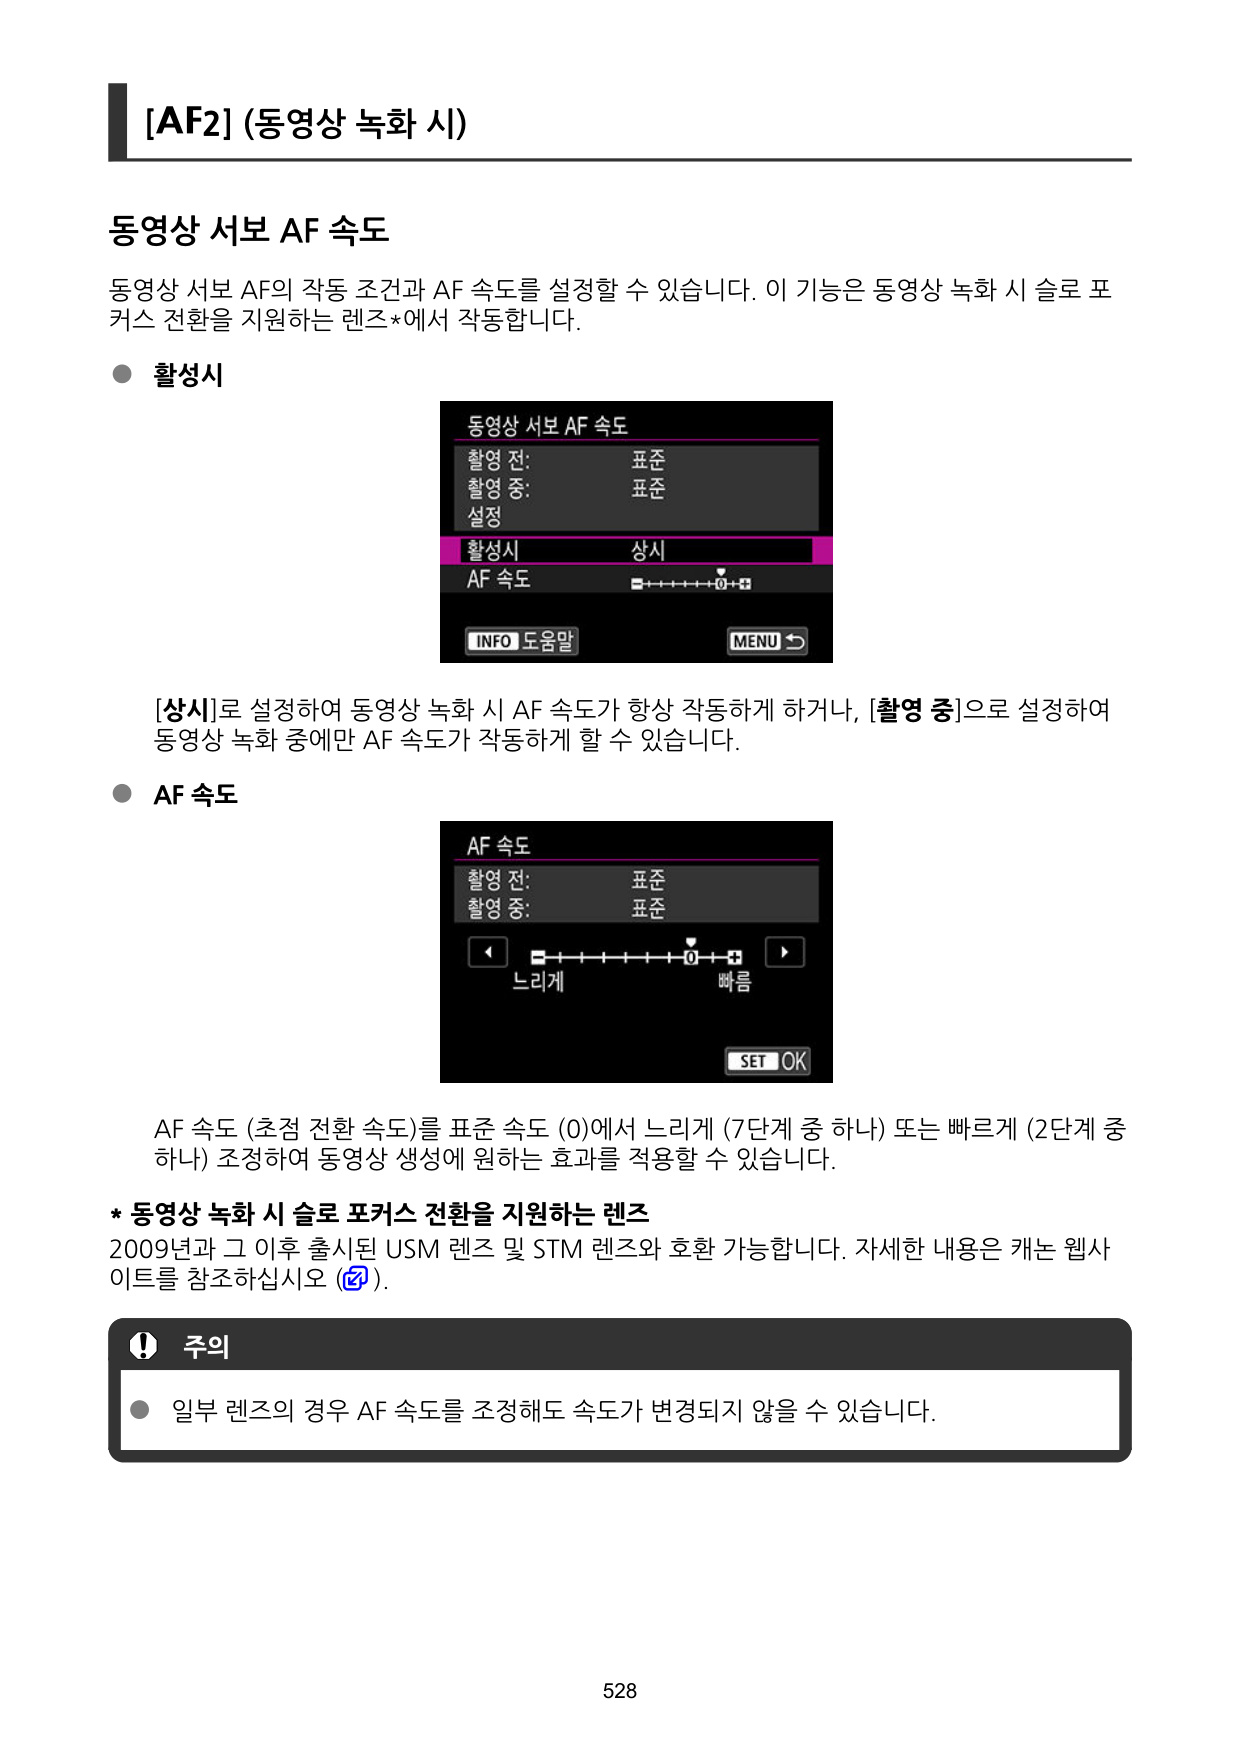 [AF2] (동영상 녹화 시)
동영상 서보 AF 속도
동영상 서보 AF의 작동 조건과 AF 속도를 설정할 수 있습니다. 이 기능은 동영상 녹화 시 슬로 포
커스 전환을 지원하는 렌즈*에서 작동합니다.
● 활성시
동영상 서보 AF 속도
촬영 전: 표준
촬영 중: 표준
설정
활성시 상시
AF 속도 0
INFO 도움말 MENU
[상시]로 설정하여 동영상 녹화 시 AF 속도가 항상 작동하게 하거나, [촬영 중]으로 설정하여
동영상 녹화 중에만 AF 속도가 작동하게 할 수 있습니다.
● AF 속도
AF 속도
촬영 전: 표준
촬영 중: 표준
0
느리게 빠름
SET OK
AF 속도 (초점 전환 속도)를 표준 속도 (0)에서 느리게 (7단계 중 하나) 또는 빠르게 (2단계 중
하나) 조정하여 동영상 생성에 원하는 효과를 적용할 수 있습니다.
* 동영상 녹화 시 슬로 포커스 전환을 지원하는 렌즈
2009년과 그 이후 출시된 USM 렌즈 및 STM 렌즈와 호환 가능합니다. 자세한 내용은 캐논 웹사
이트를 참조하십시오 ( ).
주의
● 일부 렌즈의 경우 AF 속도를 조정해도 속도가 변경되지 않을 수 있습니다.
528